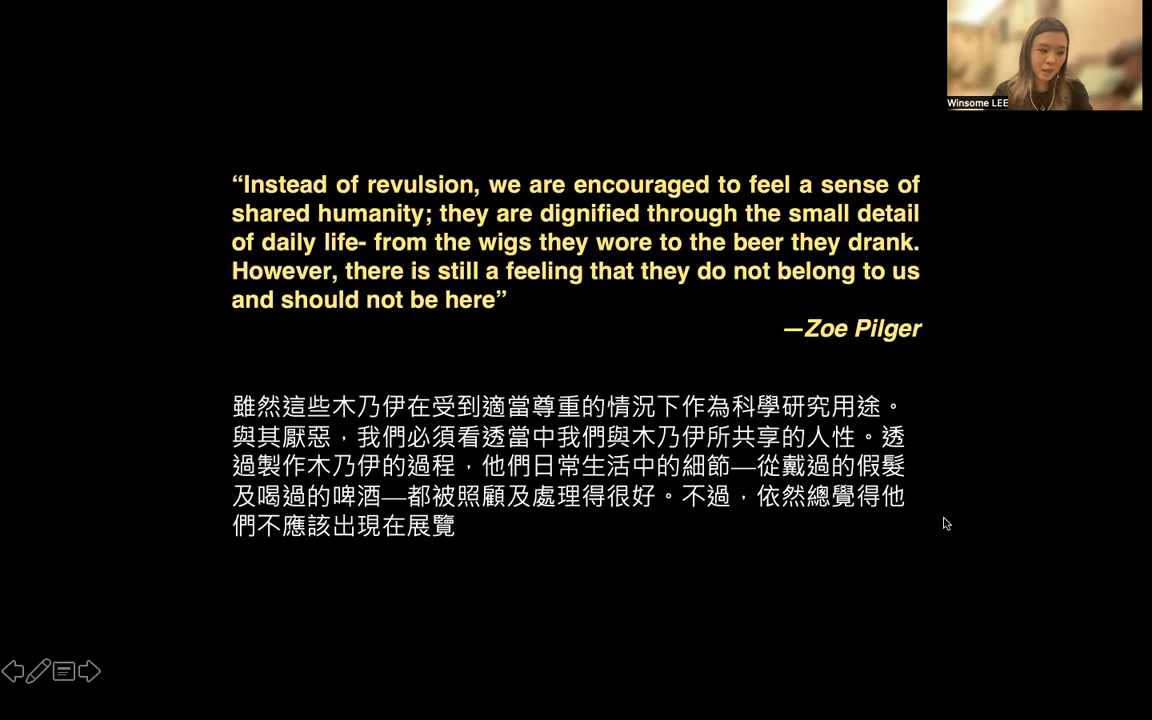 Winsome LEE
“Instead of revulsion, we are encouraged to feel a sense of
shared humanity; they are dignified through the small detail
of daily life- from the wigs they wore to the beer they drank.
However, there is still a feeling that they do not belong to us
and should not be here”
—Zoe Pilger
雖然這些木乃伊在受到適當尊重的情況下作為科學研究用途。
與其厭惡，我們必須看透當中我們與木乃伊所共享的人性。透
過製作木乃伊的過程，他們日常生活中的細節—從戴過的假髮
及喝過的啤酒—都被照顧及處理得很好。不過，依然總覺得他
們不應該出現在展覽